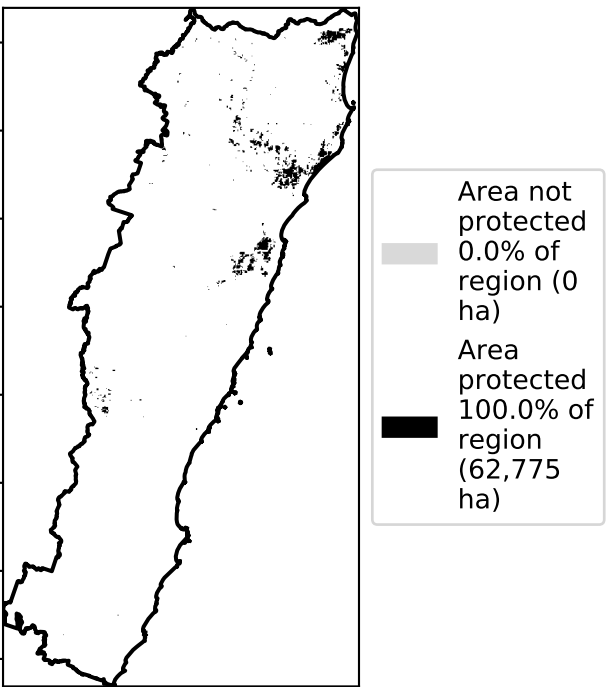 Area not
protected
0.0% of
region (0
ha)
Area
protected
100.0% of
region
(62,775
ha)